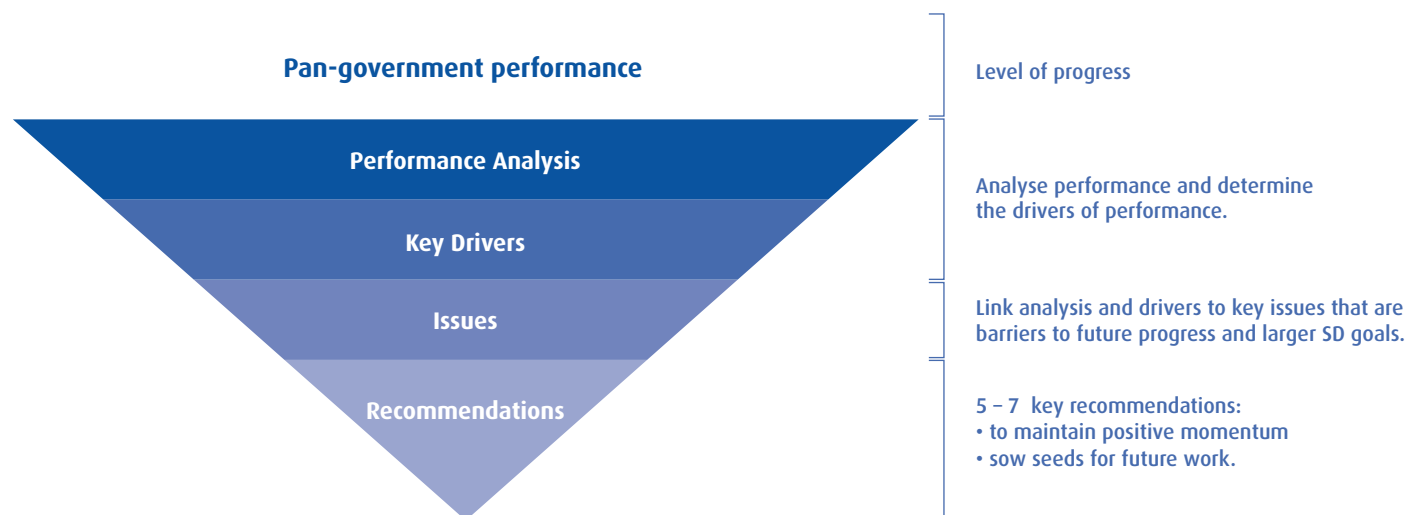 Pan-government performance
Level of progress
Performance Analysis
Key Drivers
Analyse performance and determine
the drivers of performance.
Issues
Link analysis and drivers to key issues that are
barriers to future progress and larger SD goals.
Recommendations
5 – 7 key recommendations:
• to maintain positive momentum
• sow seeds for future work.